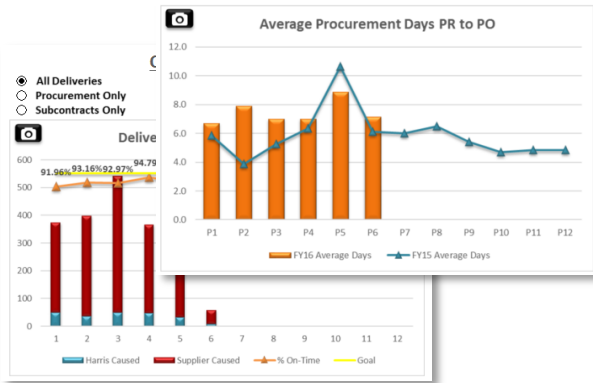 Average Procurement Days PR to PO
12.0
10.0
8.0
6.0
4.0
2.0
0.0
P1 P2 P3 P4 P5 P6 P7 P8 P9 P10 P11 P12
FY16 Average Days FY15 Average Days
All Deliveries
Procurement Only
Subcontracts Only
Delive
600
500
400
300
200
100
0
91.96% 93.16% 92.97% 94.79
1 2 3 4 5 6 7 8 9 10 11 12
Harris Caused Supplier Caused % On-Time Goal